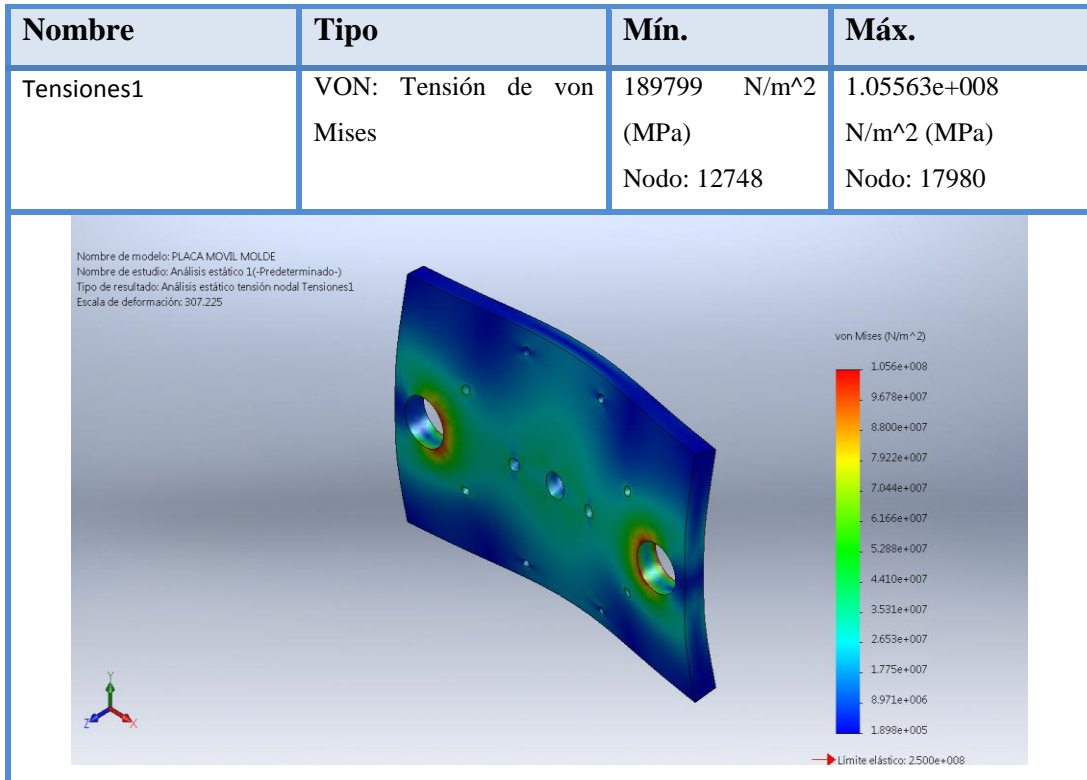 Nombre Tipo Mín. Máx.
Tensiones1 VON: Tensión de von 189799 N/m^2 1.05563e+008
Mises (MPa) N/m^2 (MPa)
Nodo: 12748 Nodo: 17980
Nombre de modelo: PLACA MOVIL MOLDE
Nombre de estudio: Análisis estático 1(-Predeterminado-)
Tipo de resultado: Análisis estático tensión nodal Tensiones1
Escala de deformación: 307.225
von Mises (N/m^2)
1.056e+008
9.678e+007
8.800e+007
7.922e+007
7.044e+007
6.166e+007
5.288e+007
4.410e+007
3.531e+007
2.653e+007
1.775e+007
8.971e+006
1.898e+005
Límite elástico: 2.500e+008
Y
Z X